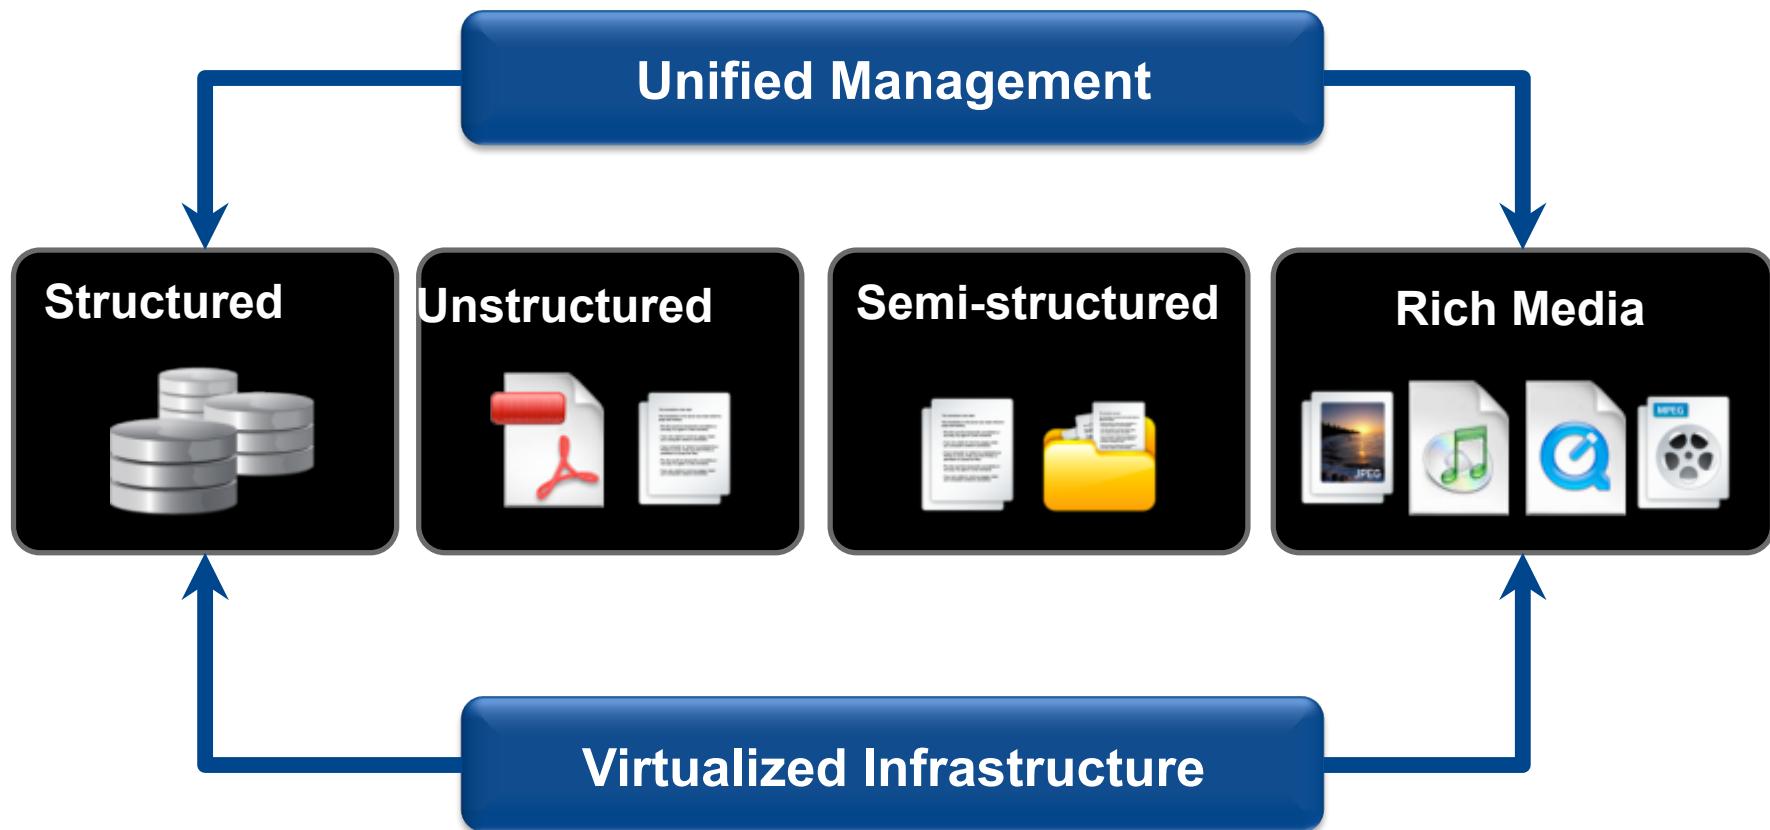 Unified Management
Structured
Unstructured
Semi-structured
Rich Media
JPEG
MPEG
Virtualized Infrastructure